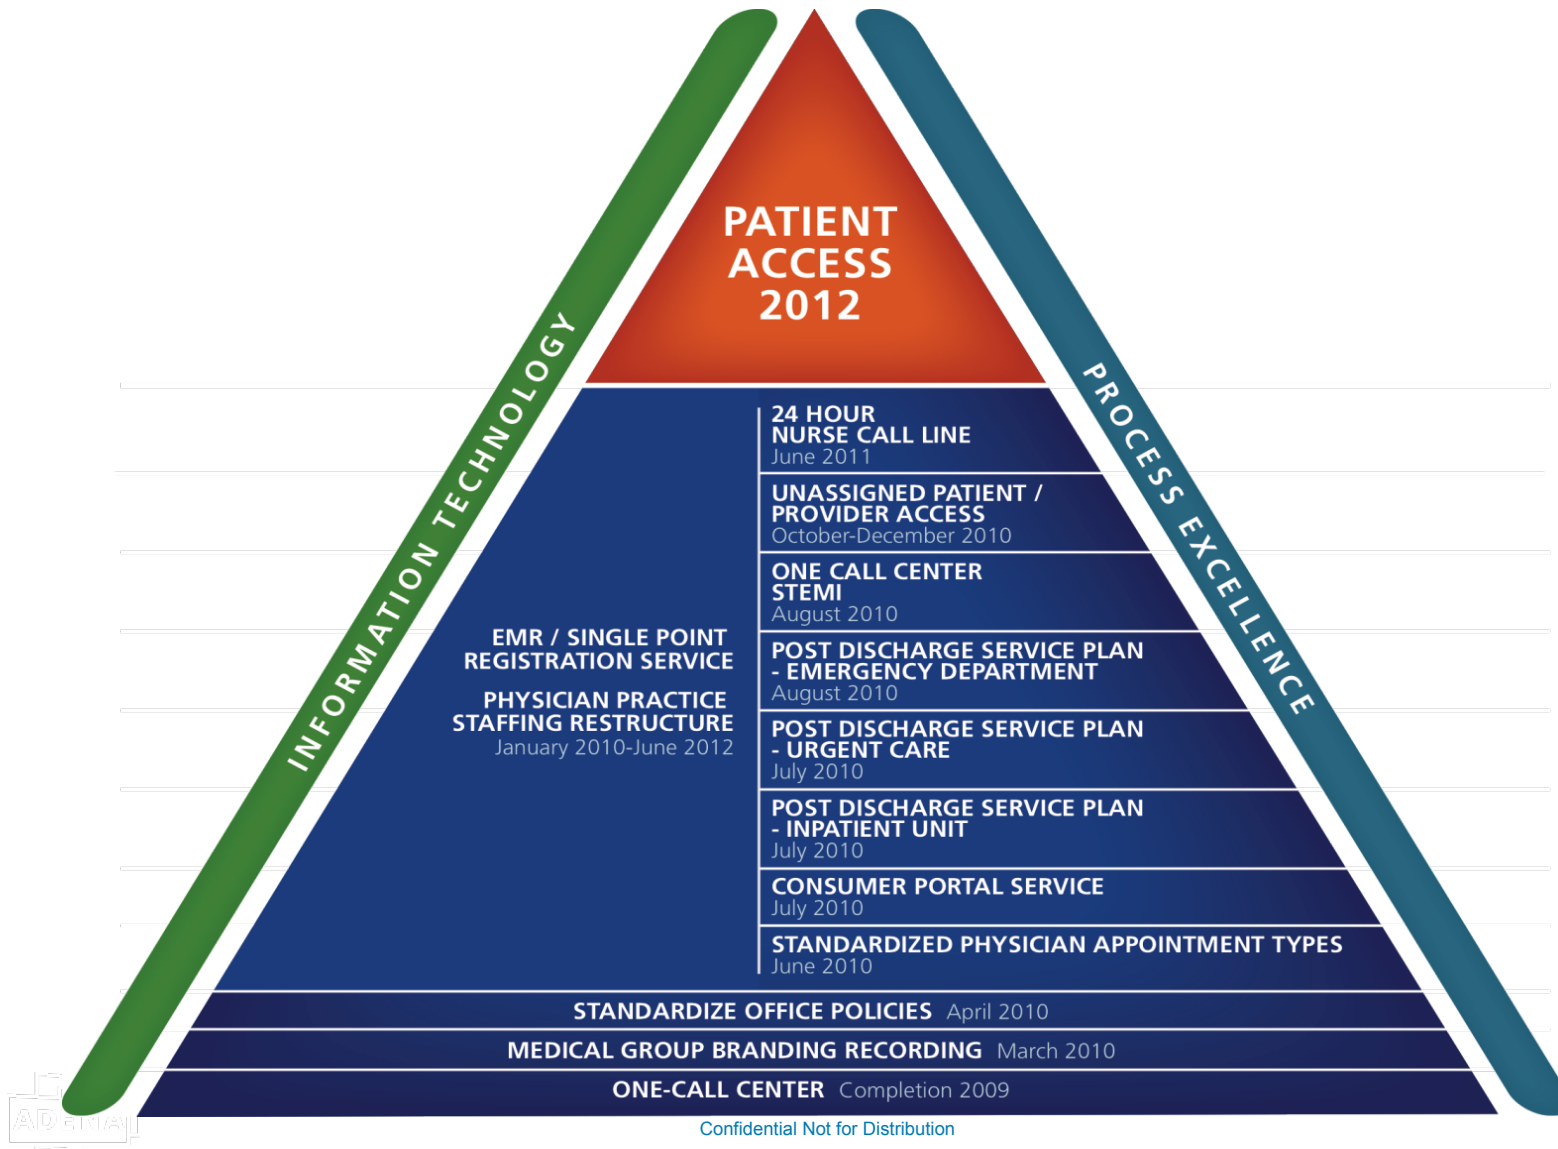 PATIENT
ACCESS
2012
INFORMATION TECHNOLOGY
PROCESS EXCELLENCE
EMR / SINGLE POINT
REGISTRATION SERVICE
PHYSICIAN PRACTICE
STAFFING RESTRUCTURE
January 2010-June 2012
24 HOUR
NURSE CALL LINE
June 2011
UNASSIGNED PATIENT /
PROVIDER ACCESS
October-December 2010
ONE CALL CENTER
STEMI
August 2010
POST DISCHARGE SERVICE PLAN
- EMERGENCY DEPARTMENT
August 2010
POST DISCHARGE SERVICE PLAN
- URGENT CARE
July 2010
POST DISCHARGE SERVICE PLAN
- INPATIENT UNIT
July 2010
CONSUMER PORTAL SERVICE
July 2010
STANDARDIZED PHYSICIAN APPOINTMENT TYPES
June 2010
STANDARDIZE OFFICE POLICIES April 2010
MEDICAL GROUP BRANDING RECORDING March 2010
ONE-CALL CENTER Completion 2009
ADENA
Confidential Not for Distribution